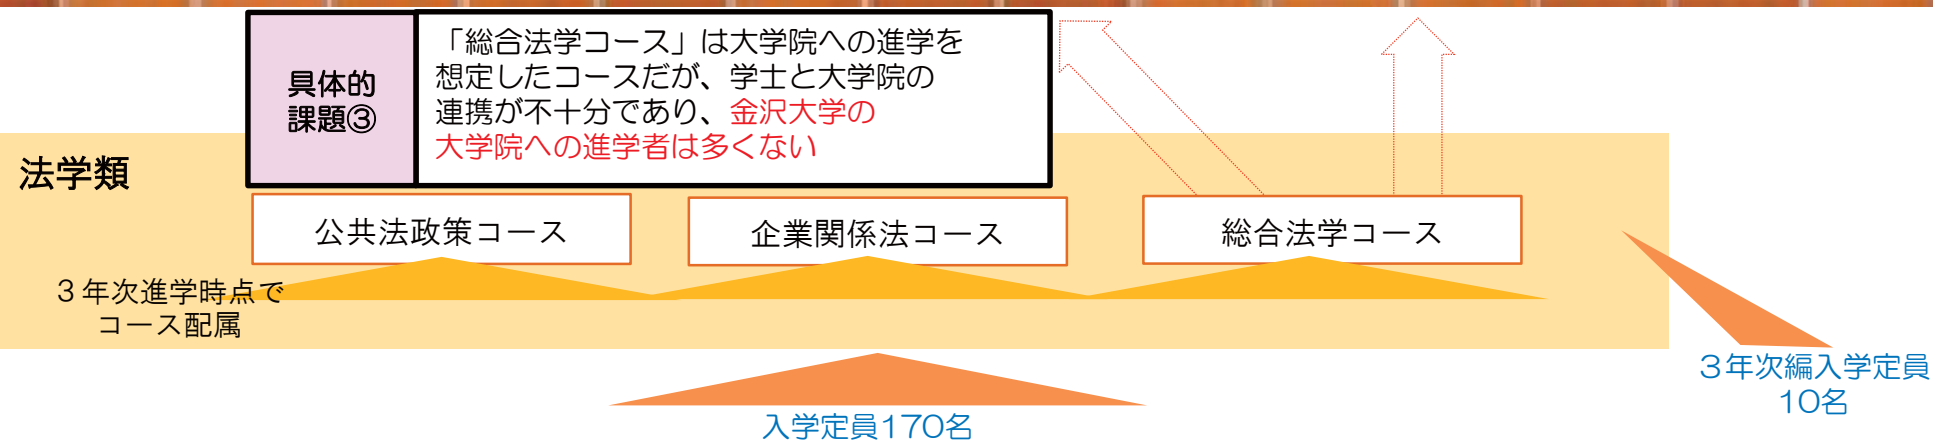 具体的
課題③
「総合法学コース」は大学院への進学を
想定したコースだが、学士と大学院の
連携が不十分であり、金沢大学の
大学院への進学者は多くない
法学類
公共法政策コース
企業関係法コース
総合法学コース
３年次進学時点で
コース配属
３年次編入学定員
10名
入学定員170名